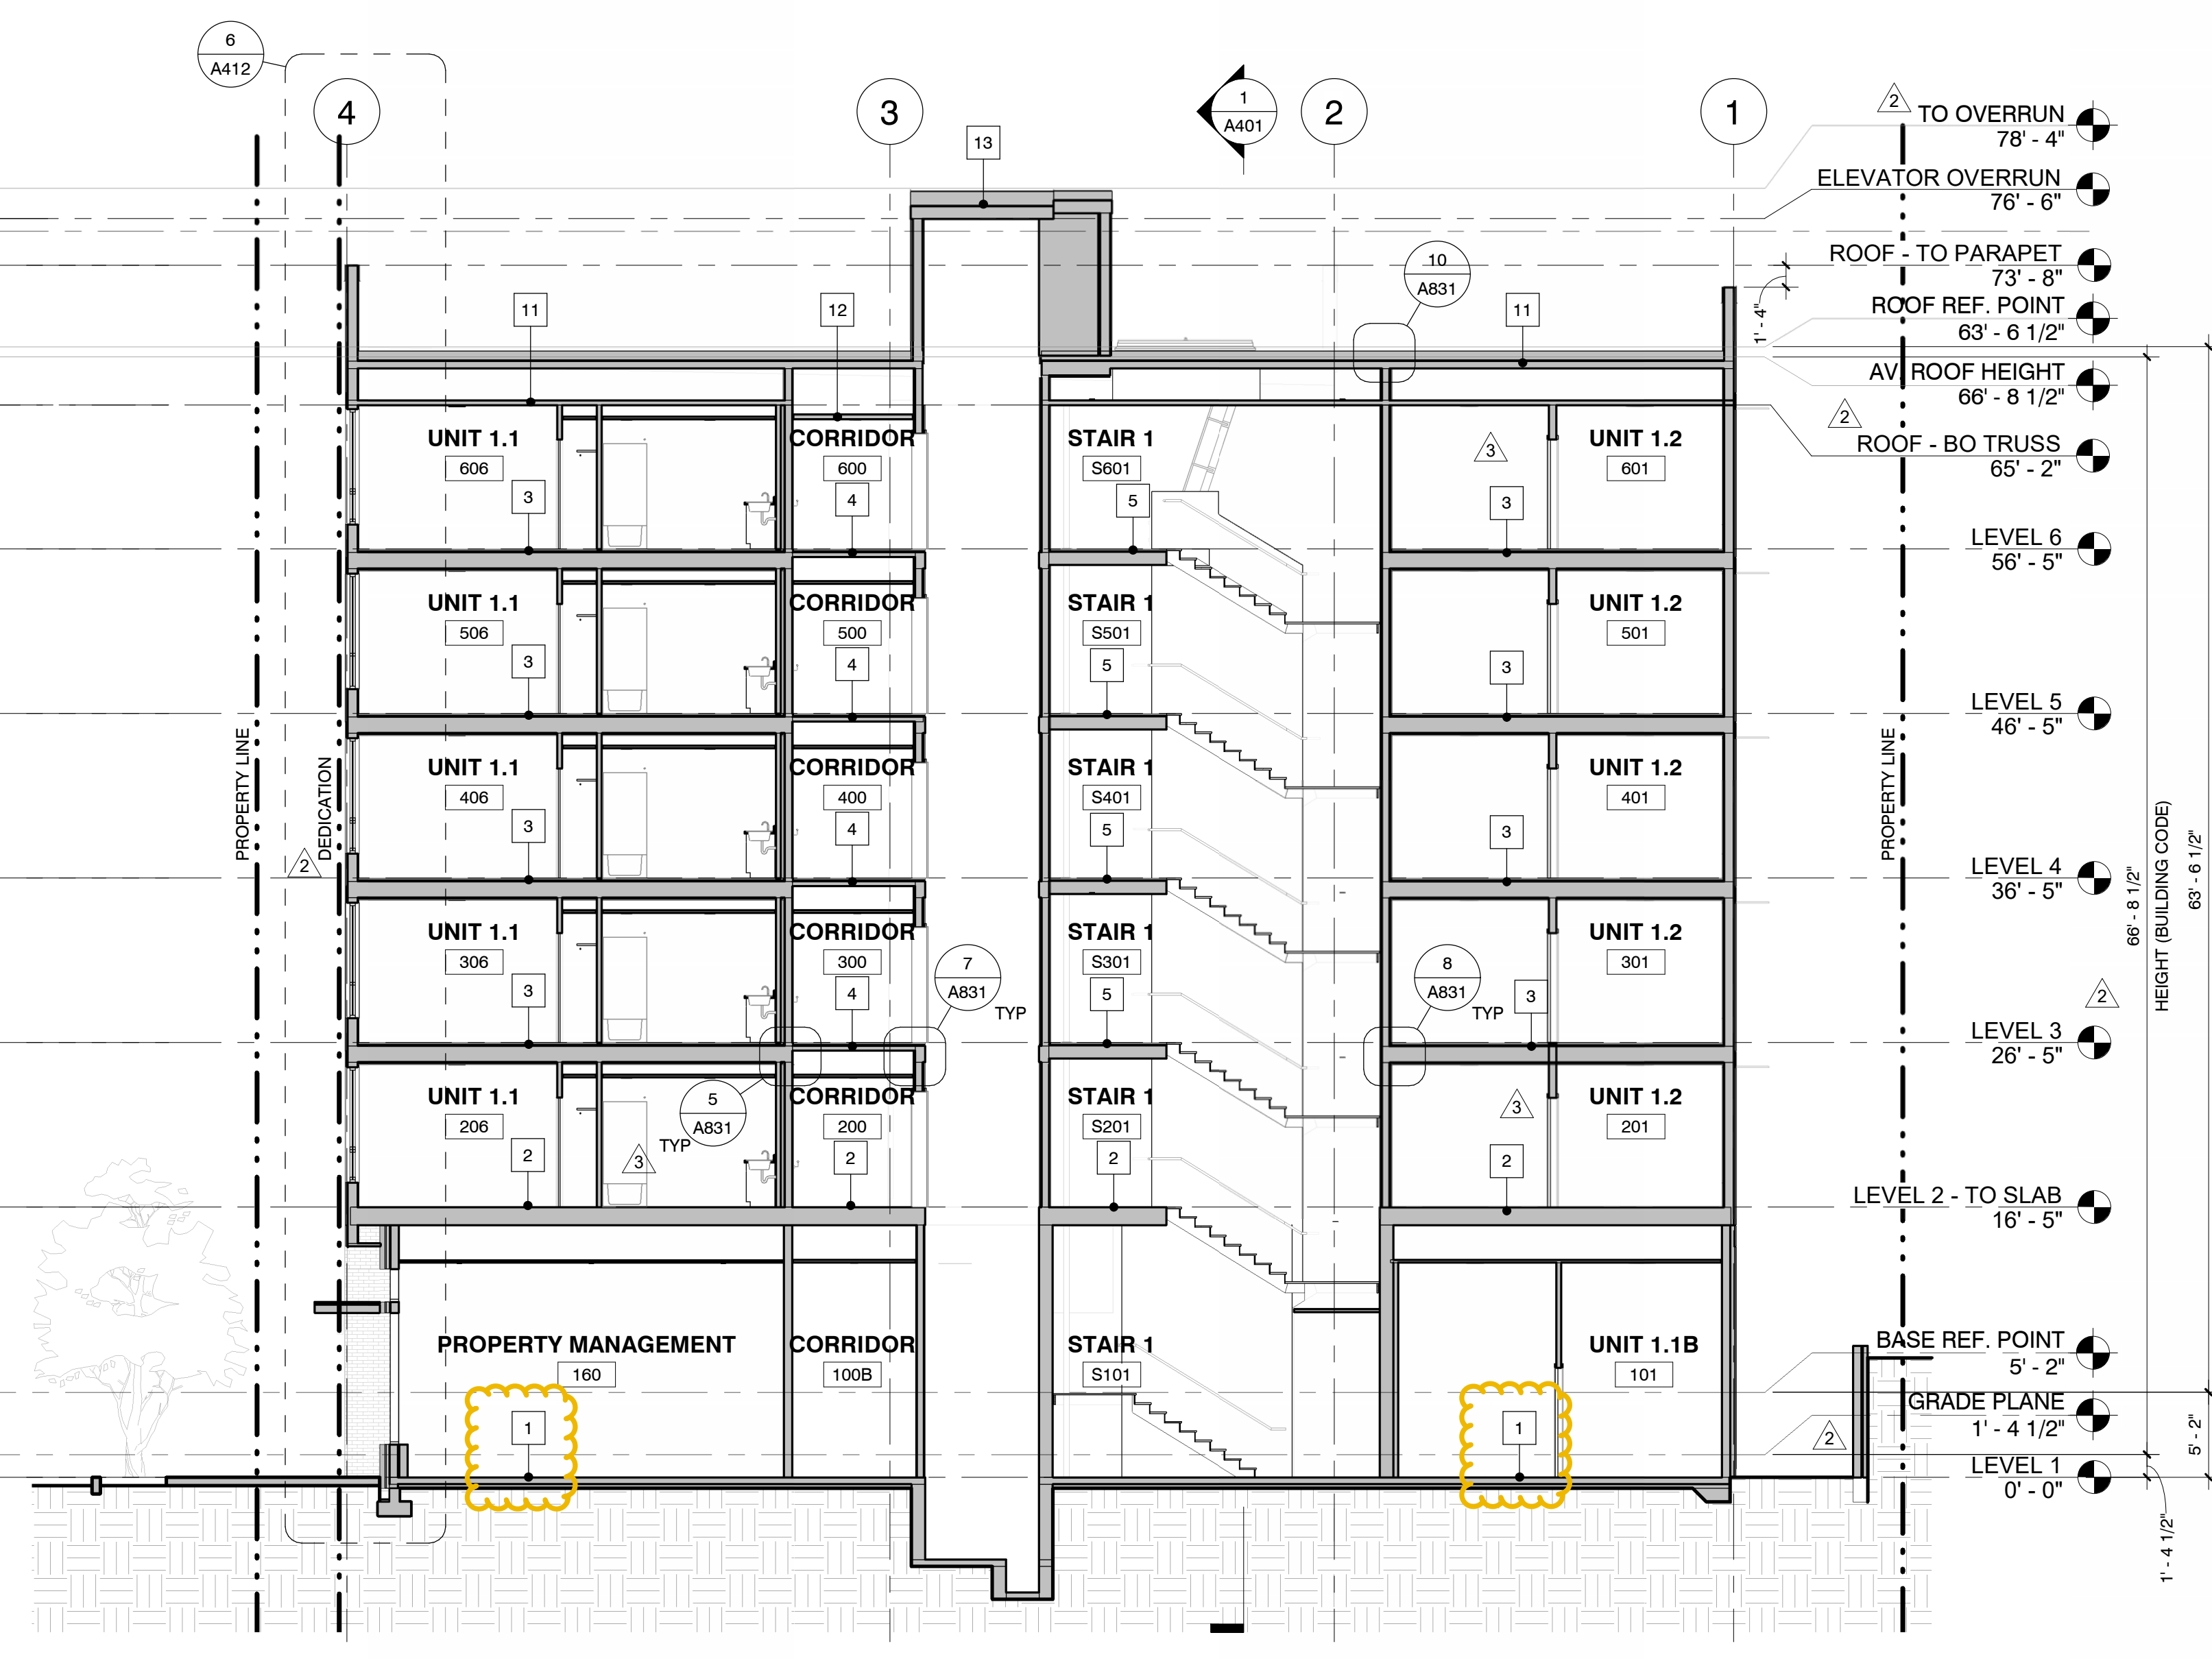 6
A412
4
3
1
A401
2
1
2
TO OVERRUN
78' - 4"
13
ELEVATOR OVERRUN
76' - 6"
10
A831
ROOF - TO PARAPET
73' - 8"
11
12
11
1' - 4"
ROOF REF. POINT
63' - 6 1/2"
AV. ROOF HEIGHT
66' - 8 1/2"
2
UNIT 1.1
606
CORRIDOR
600
STAIR 1
S601
3
UNIT 1.2
601
ROOF - BO TRUSS
65' - 2"
3
4
5
3
LEVEL 6
56' - 5"
UNIT 1.1
506
CORRIDOR
500
STAIR 1
S501
UNIT 1.2
501
3
4
5
3
LEVEL 5
46' - 5"
PROPERTY LINE
DEDICATION
2
UNIT 1.1
406
CORRIDOR
400
STAIR 1
S401
UNIT 1.2
401
PROPERTY LINE
3
4
5
3
LEVEL 4
36' - 5"
66' - 8 1/2"
HEIGHT (BUILDING CODE)
63' - 6 1/2"
UNIT 1.1
306
CORRIDOR
300
7
A831
TYP
STAIR 1
S301
8
A831
TYP
UNIT 1.2
301
3
4
5
3
2
LEVEL 3
26' - 5"
UNIT 1.1
206
5
A831
TYP
CORRIDOR
200
STAIR 1
S201
3
UNIT 1.2
201
2
3
2
2
2
LEVEL 2 - TO SLAB
16' - 5"
PROPERTY MANAGEMENT
160
CORRIDOR
100B
STAIR 1
S101
UNIT 1.1B
101
BASE REF. POINT
5' - 2"
1
1
GRADE PLANE
1' - 4 1/2"
2
5' - 2"
LEVEL 1
0' - 0"
1' - 4 1/2"